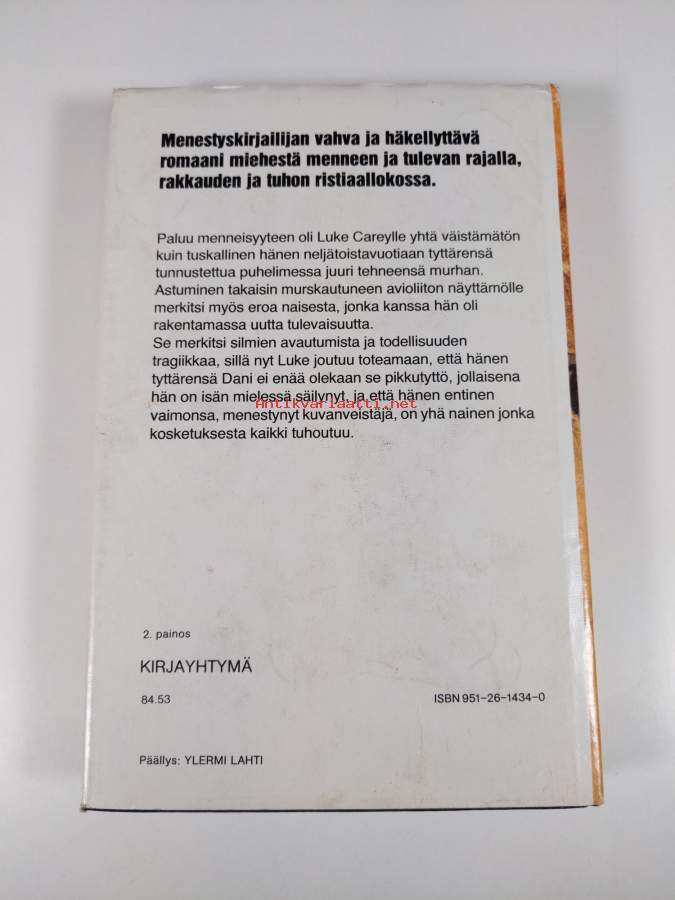 Menestyskirjailijan vahva ja häkellyttävä
romaani miehestä menneen ja tulevan rajalla,
rakkauden ja tuhon ristiaallokossa.
Paluu menneisyyteen oli Luke Careylle yhtä väistämätön
kuin tuskallinen hänen neljätoistavuotiaan tyttärensä
tunnustettua puhelimessa juuri tehneensä murhan.
Astuminen takaisin murskautuneen avioliiton näyttämölle
merkitsi myös eroa naisesta, jonka kanssa hän oli
rakentamassa uutta tulevaisuutta.
Se merkitsi silmien avautumista ja todellisuuden
tragiikkaa, sillä nyt Luke joutuu toteamaan, että hänen
tyttärensä Dani ei enää olekaan se pikkutyttö, jollaisena
hän on isän mielessä säilynyt, ja että hänen entinen
Antikvariaatti.net
vaimonsa, menestynyt kuvanveistäjä, on yhä nainen jonka
kosketuksesta kaikki tuhoutuu.
2. painos
KIRJAYHTYMÄ
84.53
ISBN 951-26-1434-0
Päällys: YLERMI LAHTI